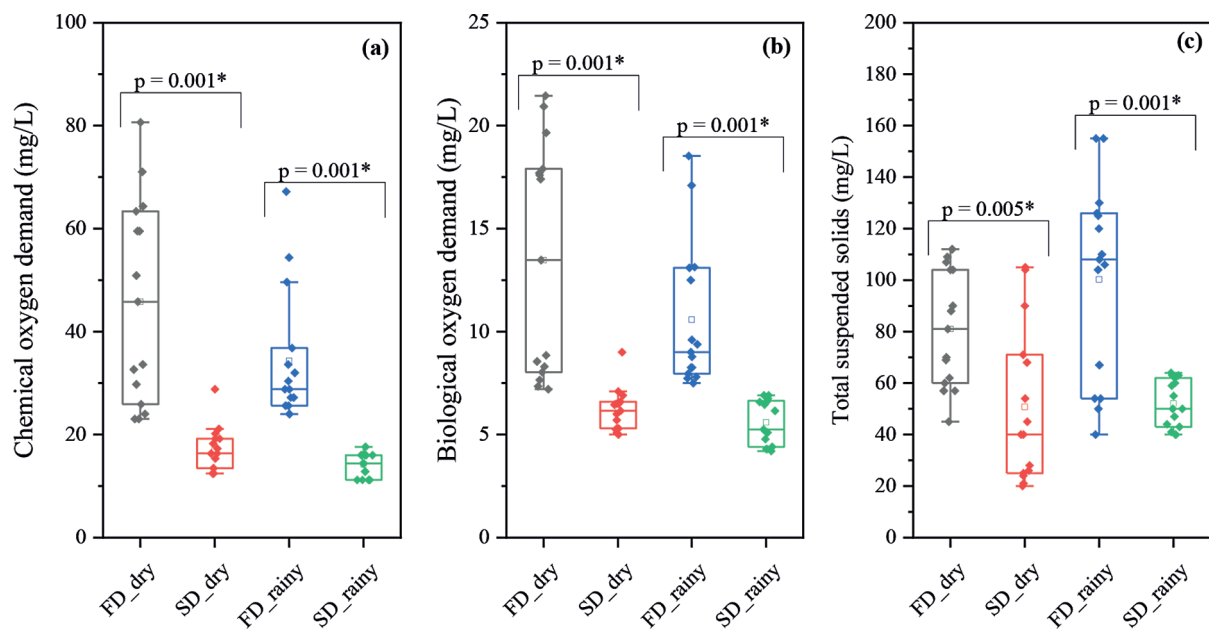 Chemical oxygen demand (mg/L)
100
80
60
40
20
0
(a)
p = 0.001*
p = 0.001*
FD_dry
SD_dry
FD_rainy
SD_rainy
Biological oxygen demand (mg/L)
25
20
15
10
5
0
(b)
p = 0.001*
p = 0.001*
FD_dry
SD_dry
FD_rainy
SD_rainy
Total suspended solids (mg/L)
200
180
160
140
120
100
80
60
40
20
0
(c)
p = 0.001*
p = 0.005*
FD_dry
SD_dry
FD_rainy
SD_rainy